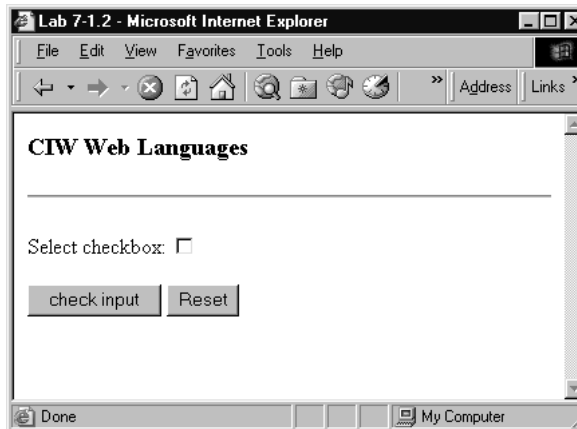 Lab 7-1.2 - Microsoft Internet Explorer
File Edit View Favorites Tools Help
» Address Links »
CIW Web Languages
Select checkbox:
check input Reset
Done My Computer